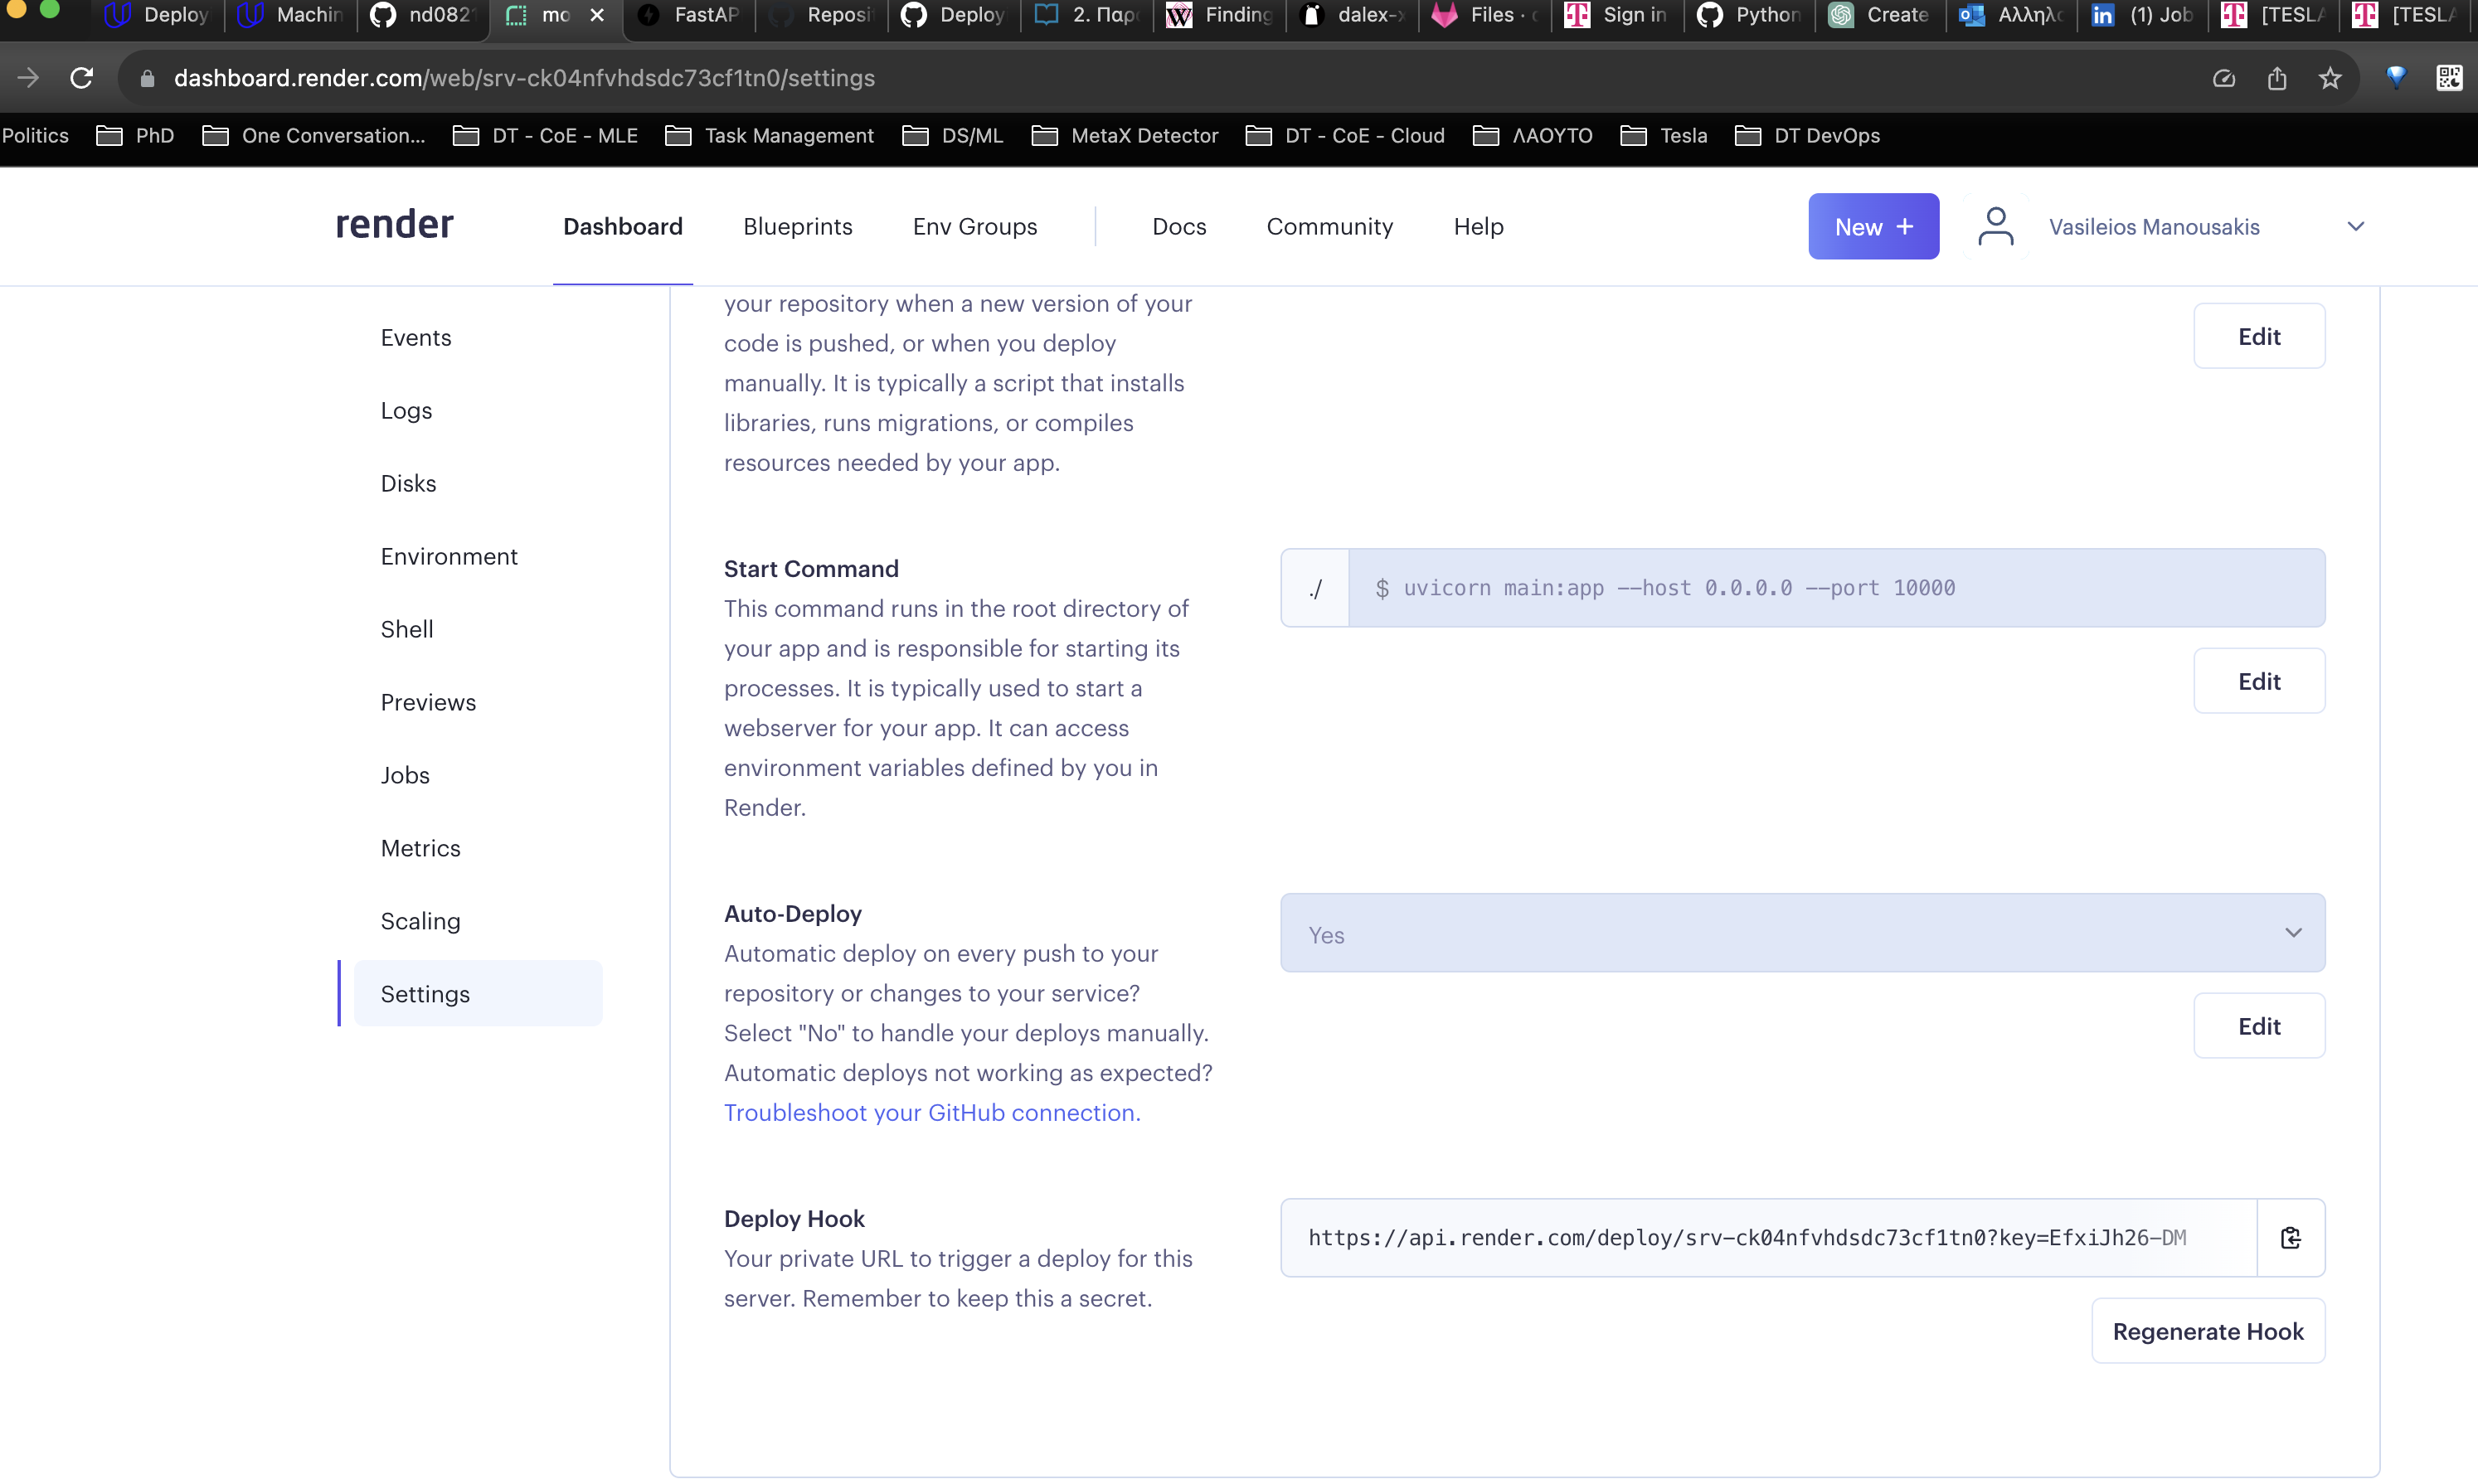 Deploy
Machin
nd082
mo
FastAP
Reposi
Deploy
2. Παρ
Finding
dalex-x
Files ·
Sign in
Python
Create
Αλληλο
(1) Job
[TESLA
[TESLA
dashboard.render.com/web/srv-ck04nfvhdsdc73cf1tn0/settings
Politics
PhD
One Conversation...
DT - CoE - MLE
Task Management
DS/ML
MetaX Detector
DT - CoE - Cloud
ΛΑΟΥΤΟ
Tesla
DT DevOps
render
Dashboard
Blueprints
Env Groups
Docs
Community
Help
New +
Vasileios Manousakis
Events
Logs
Disks
Environment
Shell
Previews
Jobs
Metrics
Scaling
Settings
your repository when a new version of your
code is pushed, or when you deploy
manually. It is typically a script that installs
libraries, runs migrations, or compiles
resources needed by your app.
Edit
Start Command
This command runs in the root directory of
your app and is responsible for starting its
processes. It is typically used to start a
webserver for your app. It can access
environment variables defined by you in
Render.
./
$ uvicorn main:app --host 0.0.0.0 --port 10000
Edit
Auto-Deploy
Automatic deploy on every push to your
repository or changes to your service?
Select "No" to handle your deploys manually.
Automatic deploys not working as expected?
Troubleshoot your GitHub connection.
Yes
Edit
Deploy Hook
Your private URL to trigger a deploy for this
server. Remember to keep this a secret.
https://api.render.com/deploy/srv-ck04nfvhdsdc73cf1tn0?key=EfxiJh26-DM
Regenerate Hook